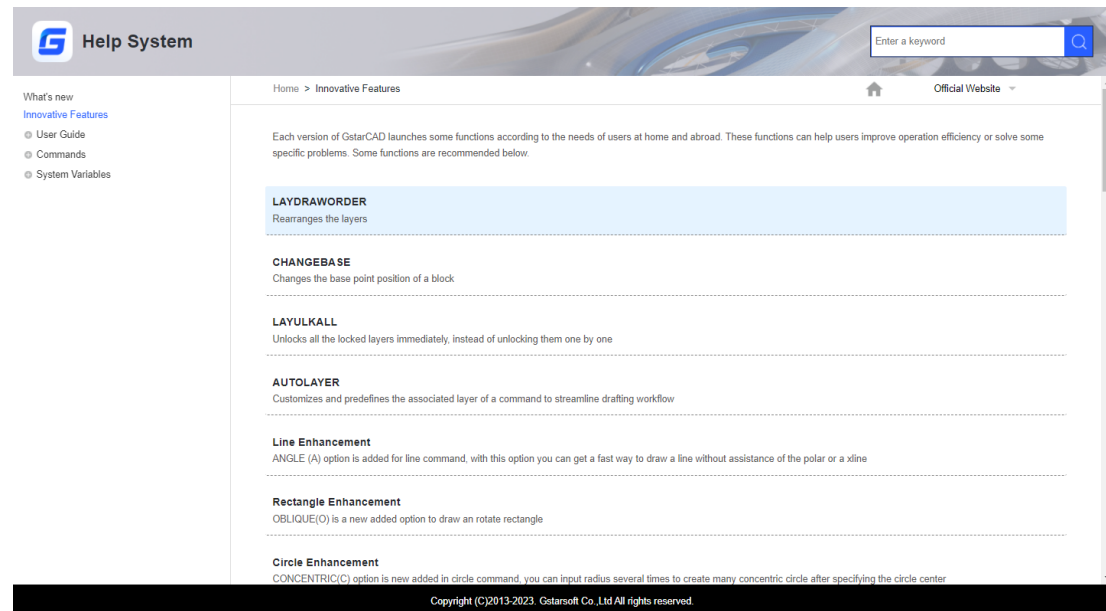 Help System
Enter a keyword
What's new
Innovative Features
User Guide
Commands
System Variables
Home > Innovative Features
Official Website
Each version of GstarCAD launches some functions according to the needs of users at home and abroad. These functions can help users improve operation efficiency or solve some
specific problems. Some functions are recommended below.
LAYDRAWORDER
Rearranges the layers
CHANGEBASE
Changes the base point position of a block
LAYULKALL
Unlocks all the locked layers immediately, instead of unlocking them one by one
AUTOLAYER
Customizes and predefines the associated layer of a command to streamline drafting workflow
Line Enhancement
ANGLE (A) option is added for line command, with this option you can get a fast way to draw a line without assistance of the polar or a xline
Rectangle Enhancement
OBLIQUE(O) is a new added option to draw an rotate rectangle
Circle Enhancement
CONCENTRIC(C) option is new added in circle command, you can input radius several times to create many concentric circle after specifying the circle center
Copyright (C)2013-2023. Gstarsoft Co.,Ltd All rights reserved.